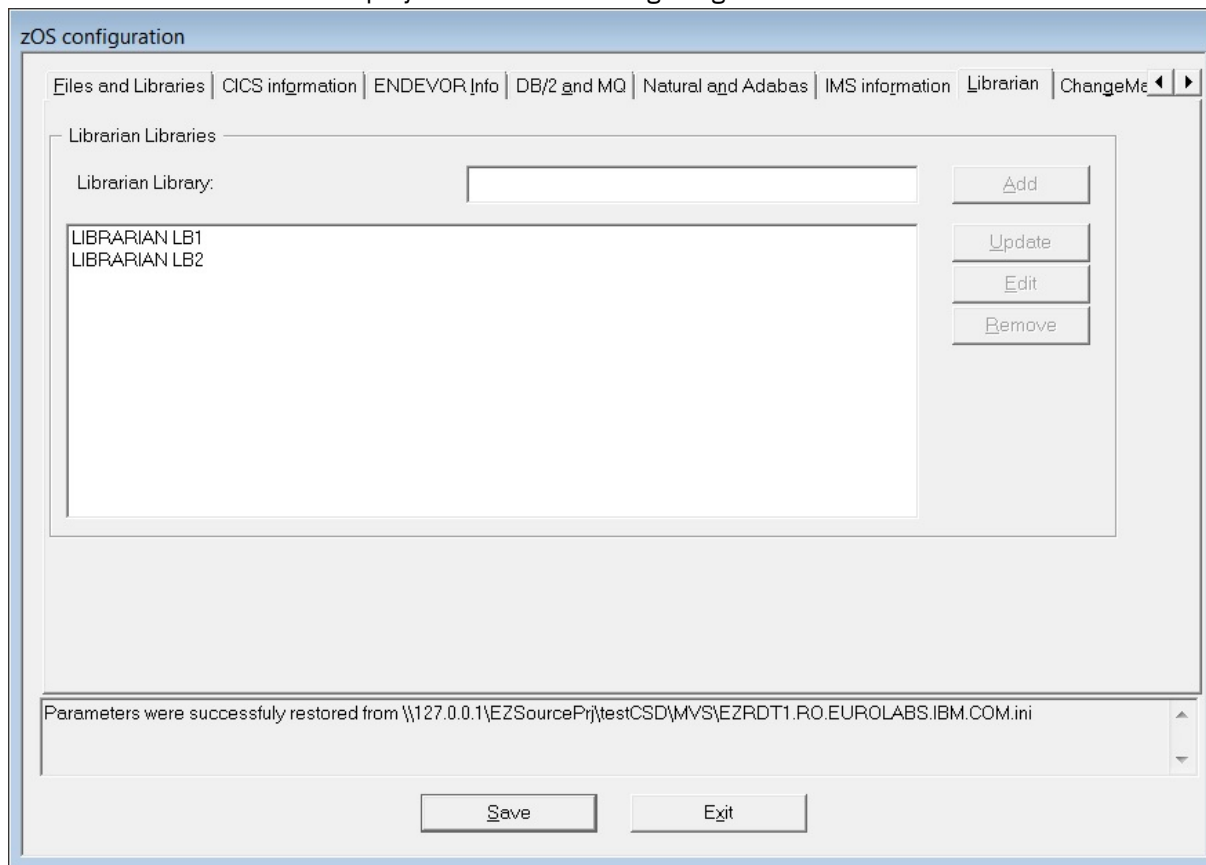 zOS configuration
Files and Libraries CICS information ENDEVOR Info DB/2 and MQ Natural and Adabas IMS information Librarian ChangeMa
Librarian Libraries
Librarian Library: Add
LIBRARIAN LB1 Update
LIBRARIAN LB2
Edit
Remove
Parameters were successfuly restored from \\127.0.0.1\EZSourcePrj\testCSD\MVS\EZRDT1.RO.EUROLABS.IBM.COM.ini
Save Exit